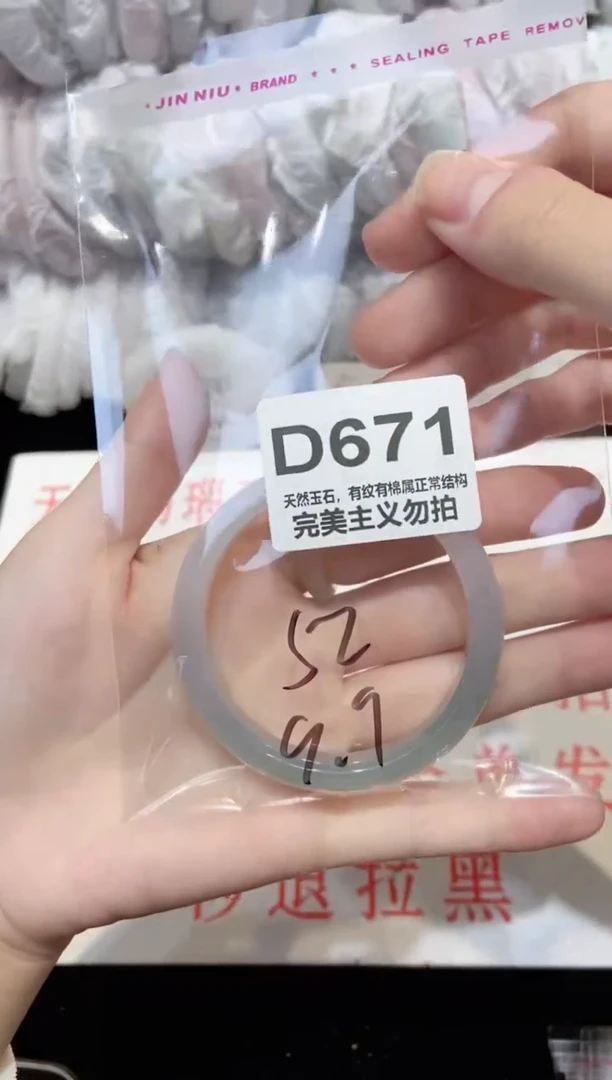 JIN NIU * BRAND * * * SEALING TAPE REMOV
D671
天然玉石，有纹有棉属正常结构
完美主义勿拍
52
9.9
退拉黑